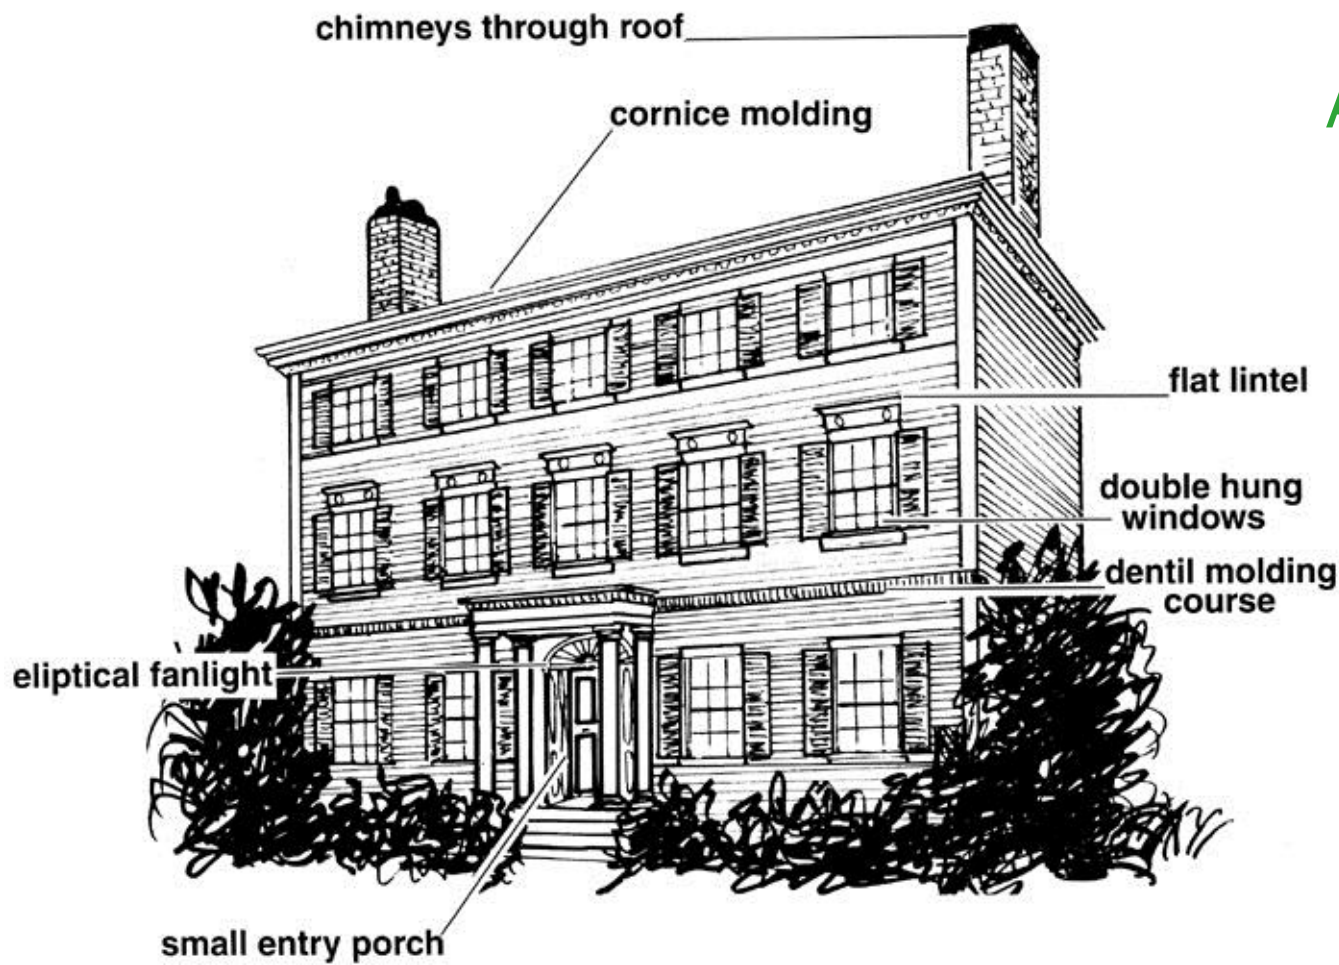 chimneys through roof
cornice molding
flat lintel
double hung
windows
dentil molding
course
eliptical fanlight
small entry porch